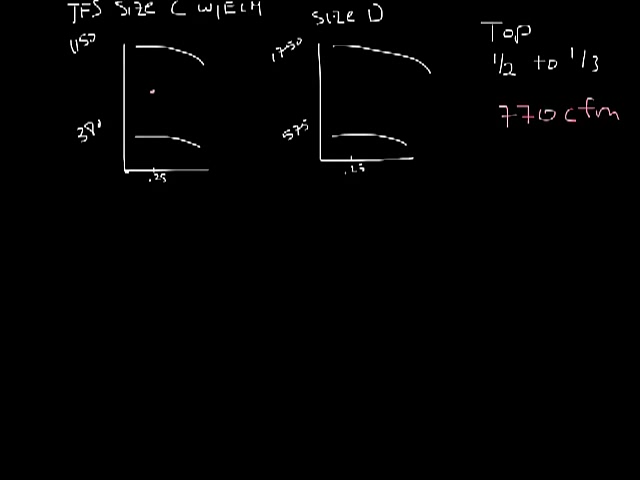 TFS Size C w/ECM
Size D
Top
1/2 to 1/3
1150
1750
770 cfm
380
575
.25
.25